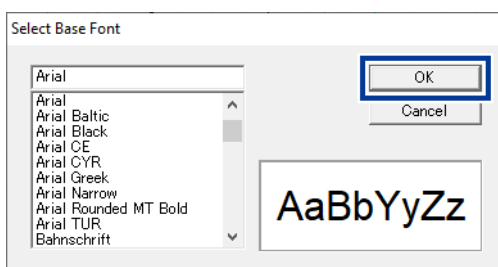 Select Base Font
Arial
OK
Arial
Arial Baltic
Arial Black
Arial CE
Arial CYR
Arial Greek
Arial Narrow
Arial Rounded MT Bold
Arial TUR
Bahnschrift
Cancel
AaBbYyZz